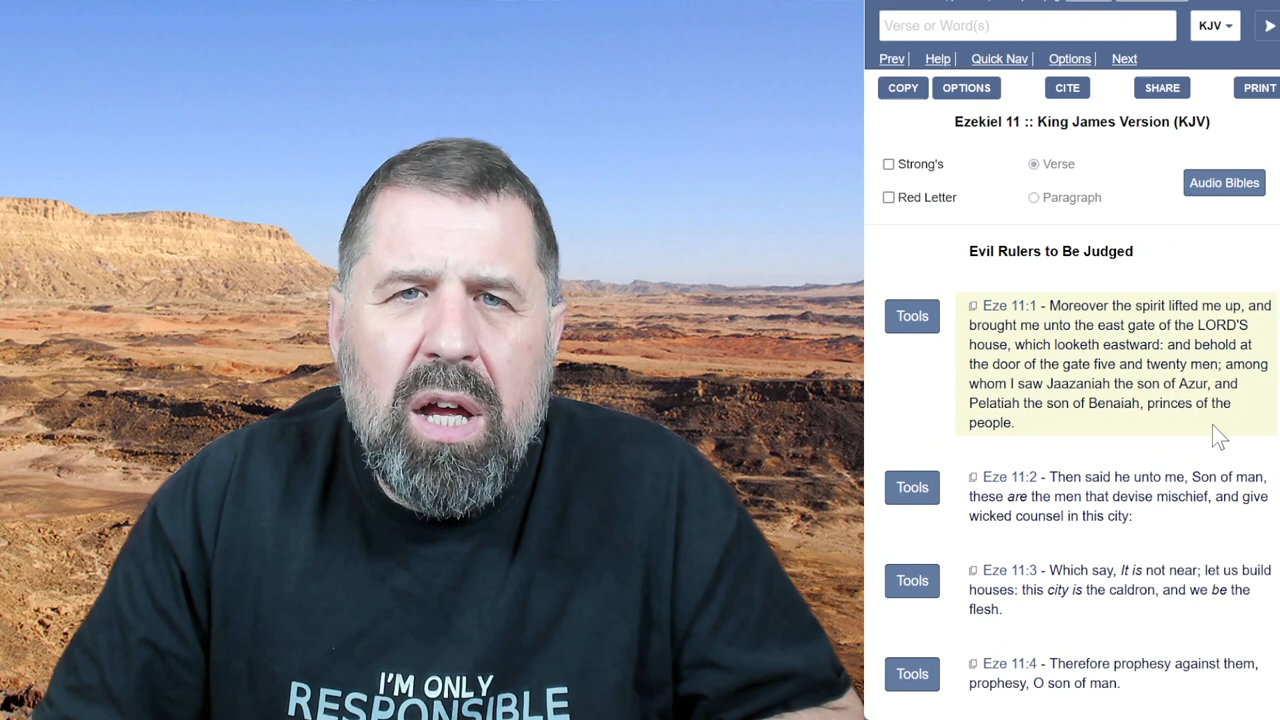 Verse or Word(s)
KJV
Prev | Help | Quick Nav | Options | Next
COPY OPTIONS CITE SHARE PRINT
Ezekiel 11 :: King James Version (KJV)
Strong's Verse
Audio Bibles
Red Letter Paragraph
Evil Rulers to Be Judged
Tools
Eze 11:1 - Moreover the spirit lifted me up, and
brought me unto the east gate of the LORD'S
house, which looketh eastward: and behold at
the door of the gate five and twenty men; among
whom I saw Jaazaniah the son of Azur, and
Pelatiah the son of Benaiah, princes of the
people.
Tools
Eze 11:2 - Then said he unto me, Son of man,
these are the men that devise mischief, and give
wicked counsel in this city:
Tools
Eze 11:3 - Which say, It is not near; let us build
houses: this city is the caldron, and we be the
flesh.
Tools
Eze 11:4 - Therefore prophesy against them,
prophesy, O son of man.
I'M ONLY
RESPONSIBLE